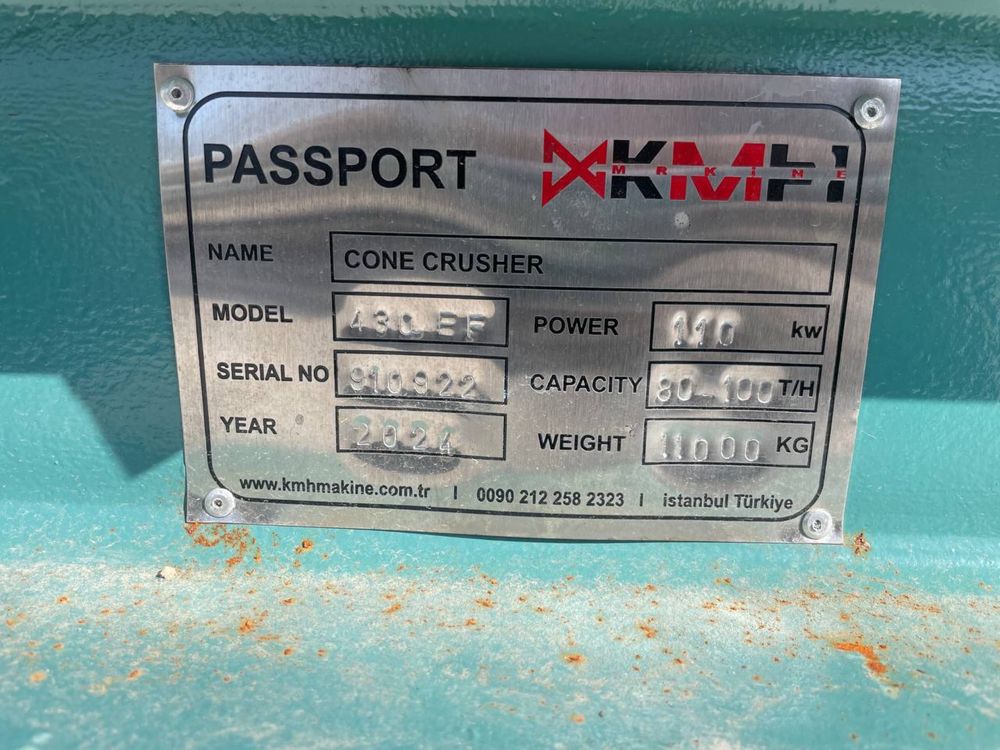 PASSPORT
KMH
MAKINE
NAME CONE CRUSHER
MODEL 430 EF POWER 110 kw
SERIAL NO 910922 CAPACITY 80-100 T/H
YEAR 2024 WEIGHT 11000 KG
www.kmhmakine.com.tr | 0090 212 258 2323 | istanbul Türkiye